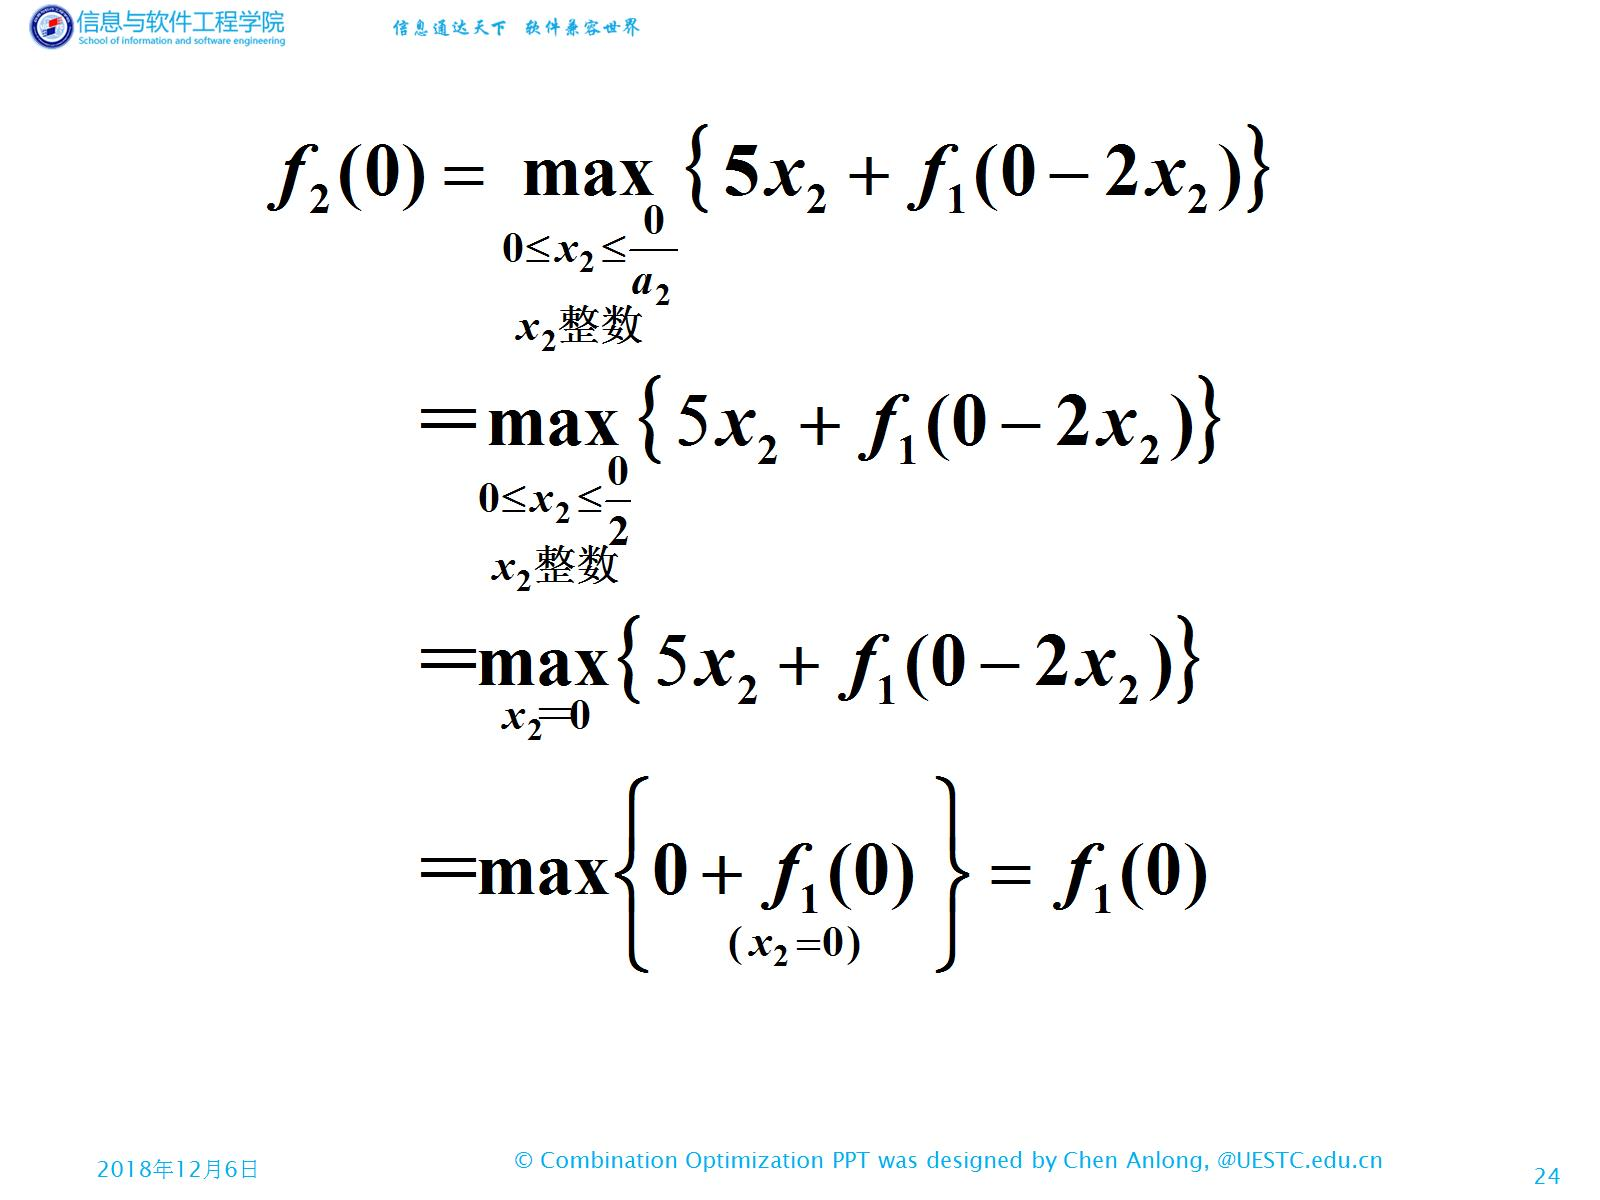 信息与软件工程学院
School of information and software engineering
信息通达天下 软件兼容世界
f₂(0) = max {5x₂ + f₁(0 − 2x₂)}
0≤x₂≤0/a₂
x₂整数
=max{5x₂ + f₁(0 − 2x₂)}
0≤x₂≤0/2
x₂整数
=max{5x₂ + f₁(0 − 2x₂)}
x₂=0
=max{0 + f₁(0)} = f₁(0)
(x₂=0)
2018年12月6日
© Combination Optimization PPT was designed by Chen Anlong, @UESTC.edu.cn
24